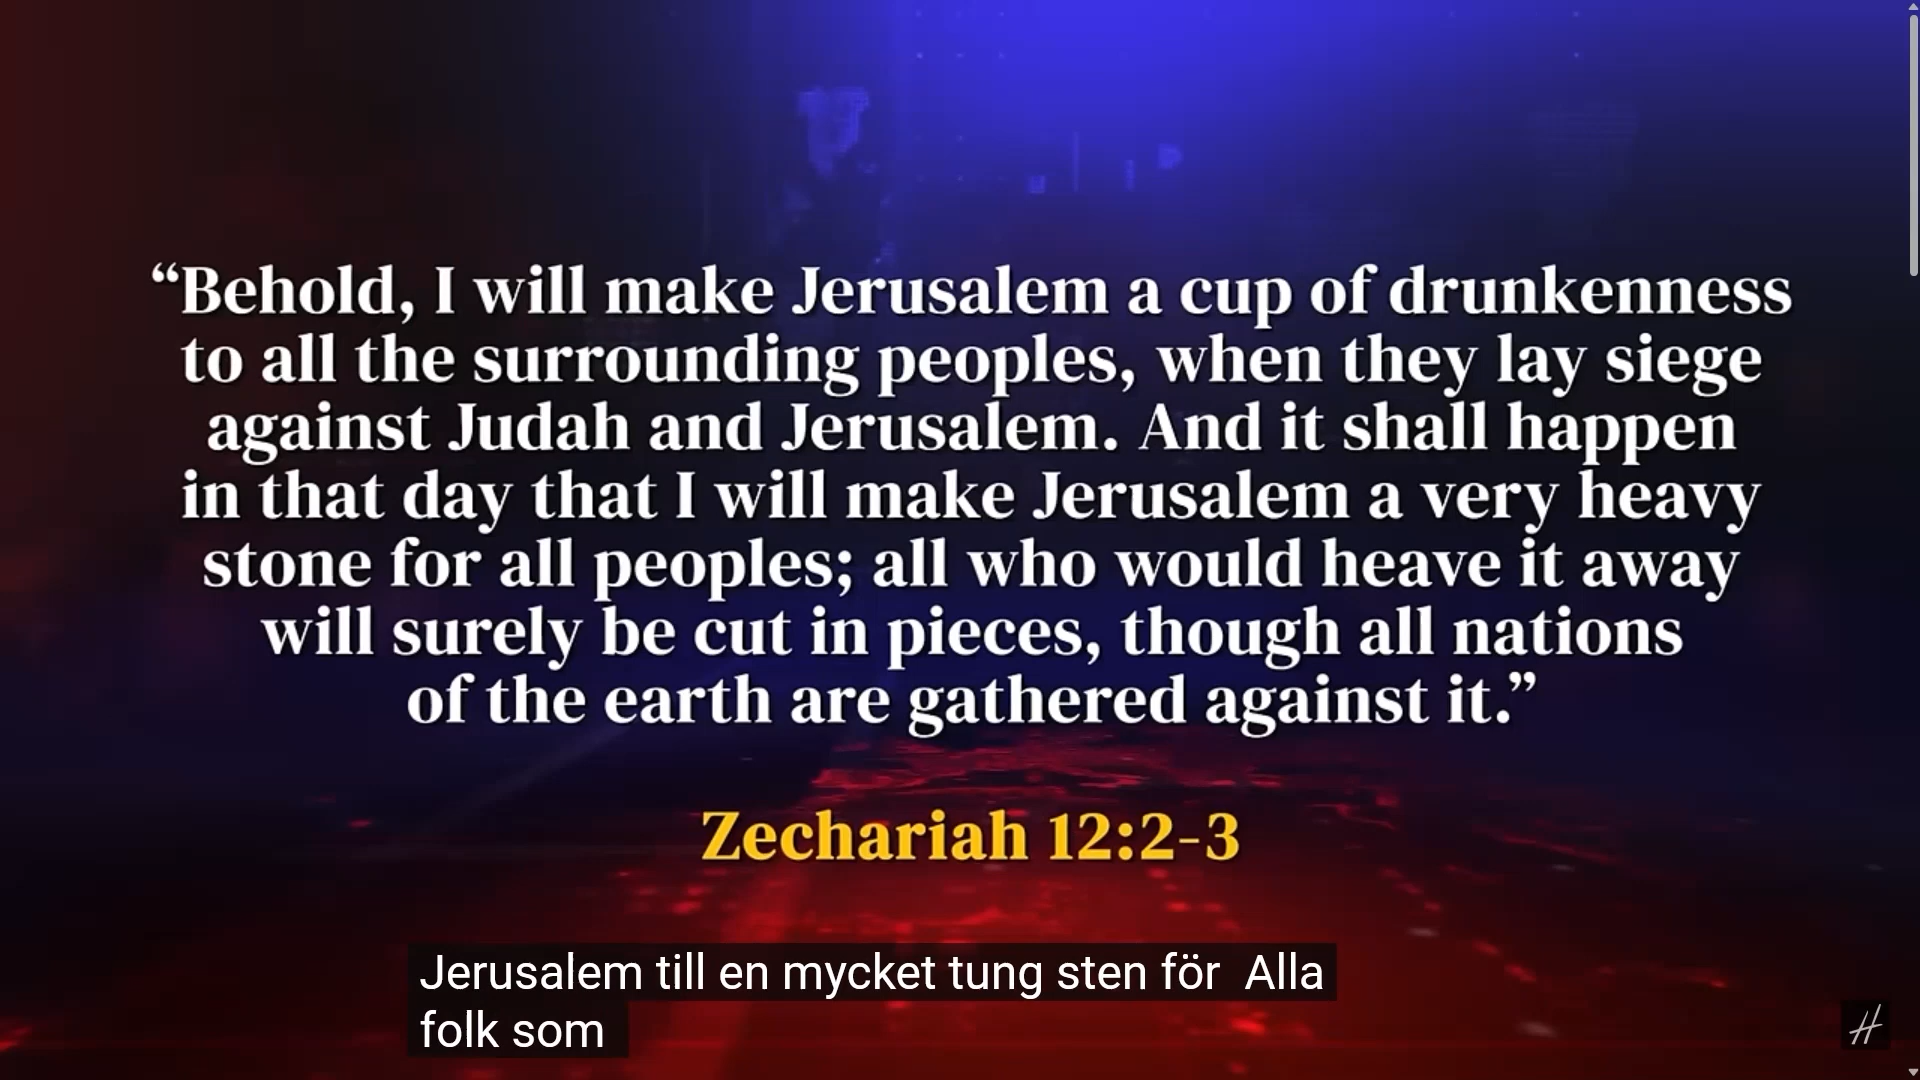 “Behold, I will make Jerusalem a cup of drunkenness
to all the surrounding peoples, when they lay siege
against Judah and Jerusalem. And it shall happen
in that day that I will make Jerusalem a very heavy
stone for all peoples; all who would heave it away
will surely be cut in pieces, though all nations
of the earth are gathered against it.”
Zechariah 12:2-3
Jerusalem till en mycket tung sten för  Alla
folk som
H